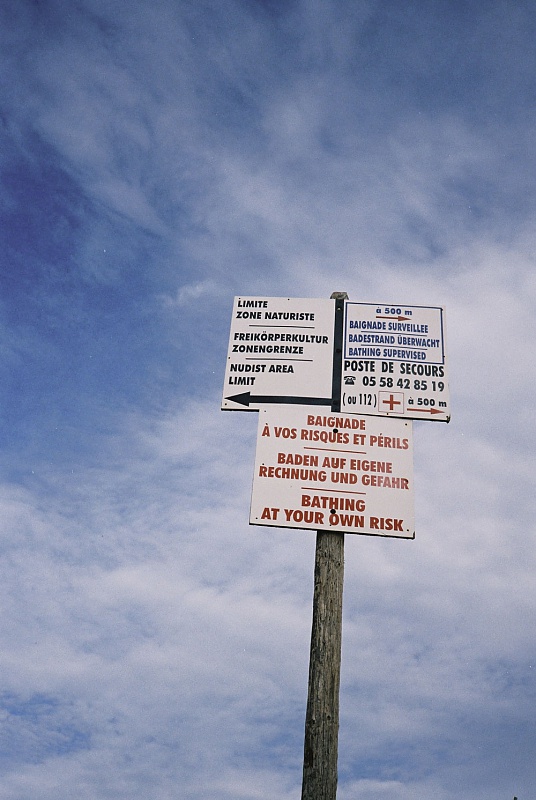 LIMITE
ZONE NATURISTE
FREIKÖRPERKULTUR
ZONENGRENZE
NUDIST AREA
LIMIT
à 500 m
BAIGNADE SURVEILLEE
BADESTRAND ÜBERWACHT
BATHING SUPERVISED
POSTE DE SECOURS
☎ 05 58 42 85 19
(OU 112) à 500 m
BAIGNADE
À VOS RISQUES ET PÉRILS
BADEN AUF EIGENE
RECHNUNG UND GEFAHR
BATHING
AT YOUR OWN RISK